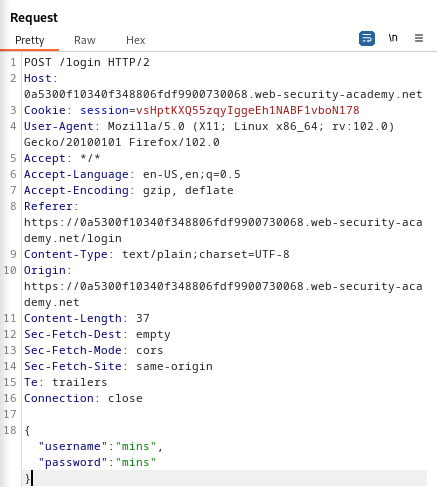 Request
Pretty Raw Hex \n
1 POST /login HTTP/2
2 Host:
0a5300f10340f348806fdf9900730068.web-security-academy.net
3 Cookie: session=vsHptKXQ55zqyIggeEh1NABF1vboN178
4 User-Agent: Mozilla/5.0 (X11; Linux x86_64; rv:102.0)
Gecko/20100101 Firefox/102.0
5 Accept: */*
6 Accept-Language: en-US,en;q=0.5
7 Accept-Encoding: gzip, deflate
8 Referer:
https://0a5300f10340f348806fdf9900730068.web-security-aca
demy.net/login
9 Content-Type: text/plain;charset=UTF-8
10 Origin:
https://0a5300f10340f348806fdf9900730068.web-security-aca
demy.net
11 Content-Length: 37
12 Sec-Fetch-Dest: empty
13 Sec-Fetch-Mode: cors
14 Sec-Fetch-Site: same-origin
15 Te: trailers
16 Connection: close
17
18 {
"username":"mins",
"password":"mins"
}